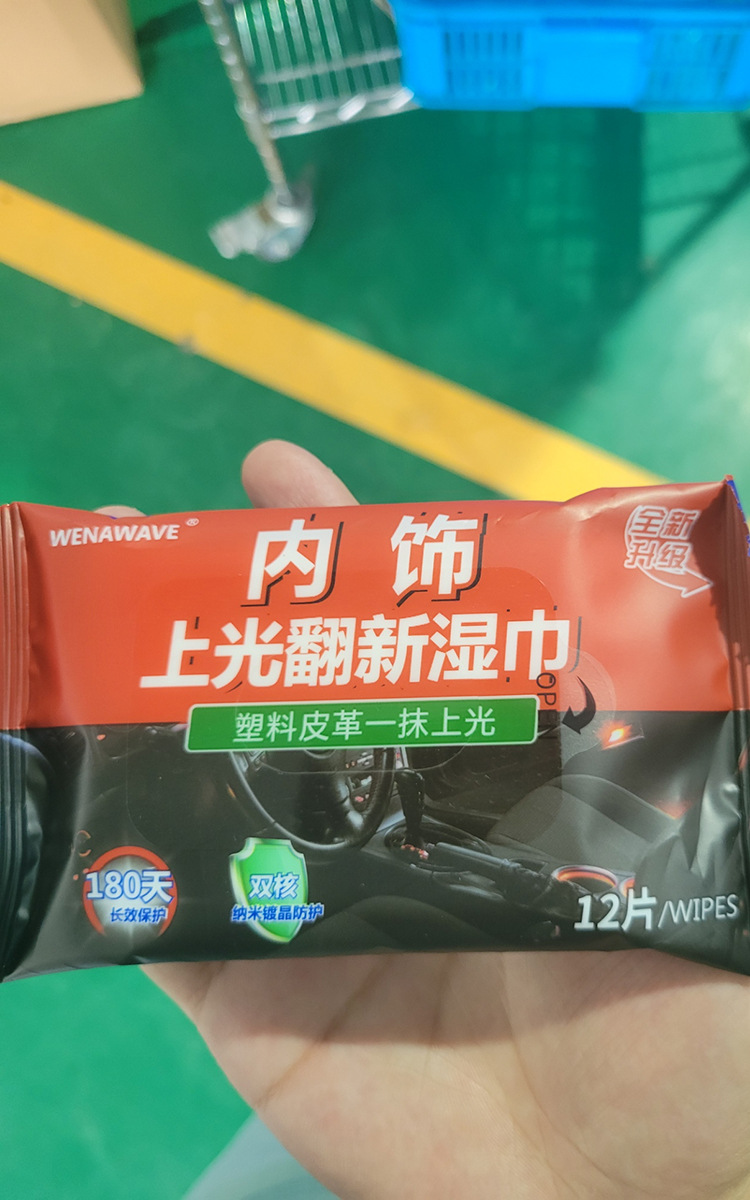 WENAWAVE®
全新
升级
内饰
上光翻新湿巾
OPEN
塑料皮革一抹上光
180天
长效保护
双核
纳米镀晶防护
12片/WIPES